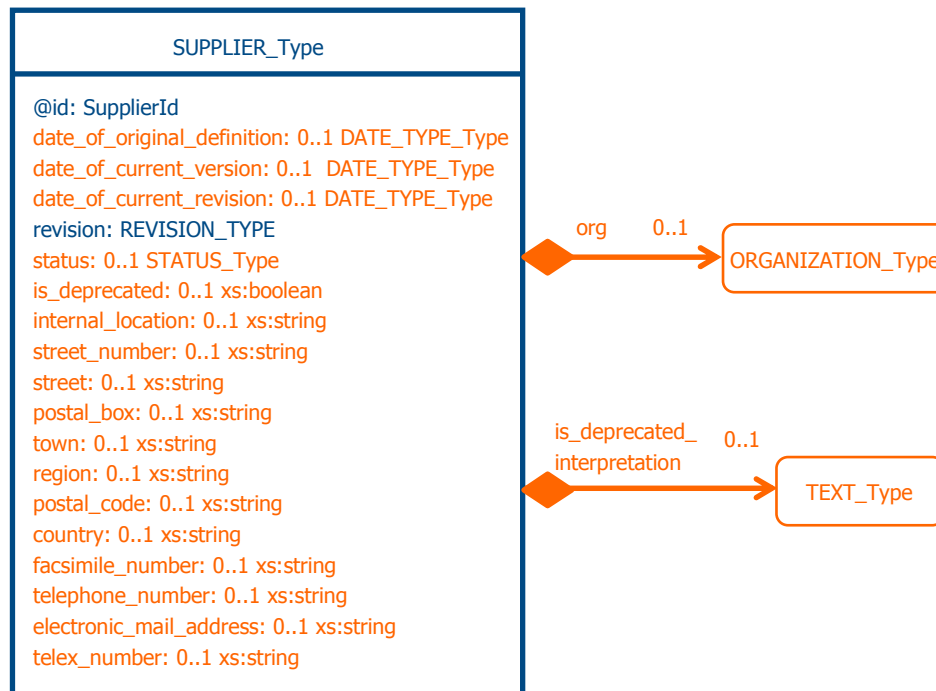 SUPPLIER_Type
@id: SupplierId
date_of_original_definition: 0..1 DATE_TYPE_Type
date_of_current_version: 0..1  DATE_TYPE_Type
date_of_current_revision: 0..1 DATE_TYPE_Type
revision: REVISION_TYPE
status: 0..1 STATUS_Type
is_deprecated: 0..1 xs:boolean
internal_location: 0..1 xs:string
street_number: 0..1 xs:string
street: 0..1 xs:string
postal_box: 0..1 xs:string
town: 0..1 xs:string
region: 0..1 xs:string
postal_code: 0..1 xs:string
country: 0..1 xs:string
facsimile_number: 0..1 xs:string
telephone_number: 0..1 xs:string
electronic_mail_address: 0..1 xs:string
telex_number: 0..1 xs:string
org 0..1
ORGANIZATION_Type
is_deprecated_ 0..1
interpretation
TEXT_Type